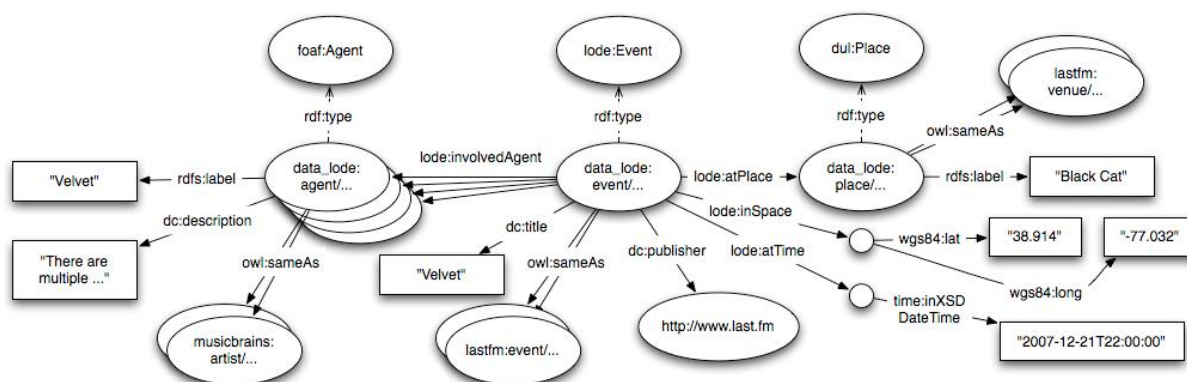 foaf:Agent
lode:Event
dul:Place
lastfm:
venue/...
rdf:type
rdf:type
rdf:type
owl:sameAs
lode:involvedAgent
"Velvet"
rdfs:label
data_lode:
agent/...
data_lode:
event/...
lode:atPlace
data_lode:
place/...
rdfs:label
"Black Cat"
dc:description
dc:title
lode:inSpace
wgs84:lat
"38.914"
"-77.032"
"There are
multiple ..."
owl:sameAs
"Velvet"
owl:sameAs
dc:publisher
lode:atTime
wgs84:long
time:inXSD
DateTime
musicbrains:
artist/...
lastfm:event/...
http://www.last.fm
"2007-12-21T22:00:00"